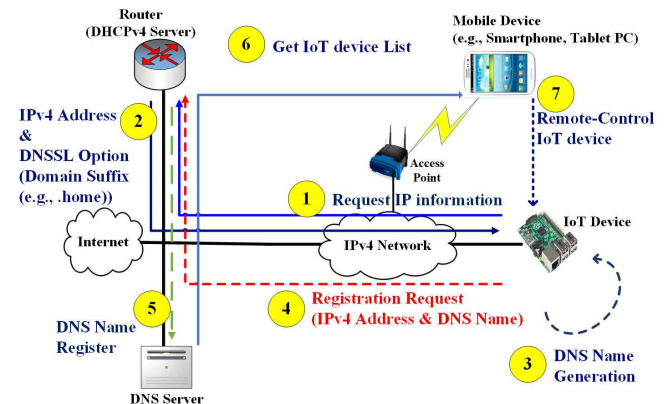 Router
(DHCPv4 Server)
6
Get IoT device List
Mobile Device
(e.g., Smartphone, Tablet PC)
7
Remote-Control
IoT device
2
IPv4 Address
&
DNSSL Option
(Domain Suffix
(e.g., .home))
Access
Point
1
Request IP information
Internet
IPv4 Network
IoT Device
5
DNS Name
Register
4
Registration Request
(IPv4 Address & DNS Name)
3
DNS Name
Generation
DNS Server